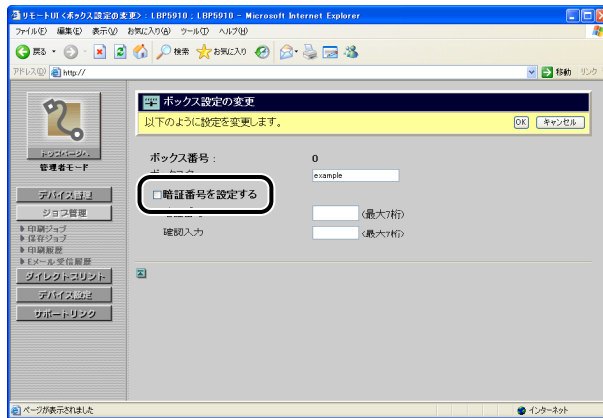 リモートUI <ボックス設定の変更> : LBP5910 ; LBP5910 - Microsoft Internet Explorer
ファイル(F) 編集(E) 表示(V) お気に入り(A) ツール(T) ヘルプ(H)
戻る 検索 お気に入り
アドレス(D) http:// 移動 リンク
ボックス設定の変更
以下のように設定を変更します。 OK キャンセル
トップページへ
管理者モード
デバイス管理
ジョブ管理
印刷ジョブ
保存ジョブ
印刷履歴
Eメール受信履歴
ダイレクトプリント
デバイス設定
サポートリンク
ボックス番号 : 0
example
暗証番号を設定する
(最大7桁)
確認入力 (最大7桁)
ページが表示されました インターネット